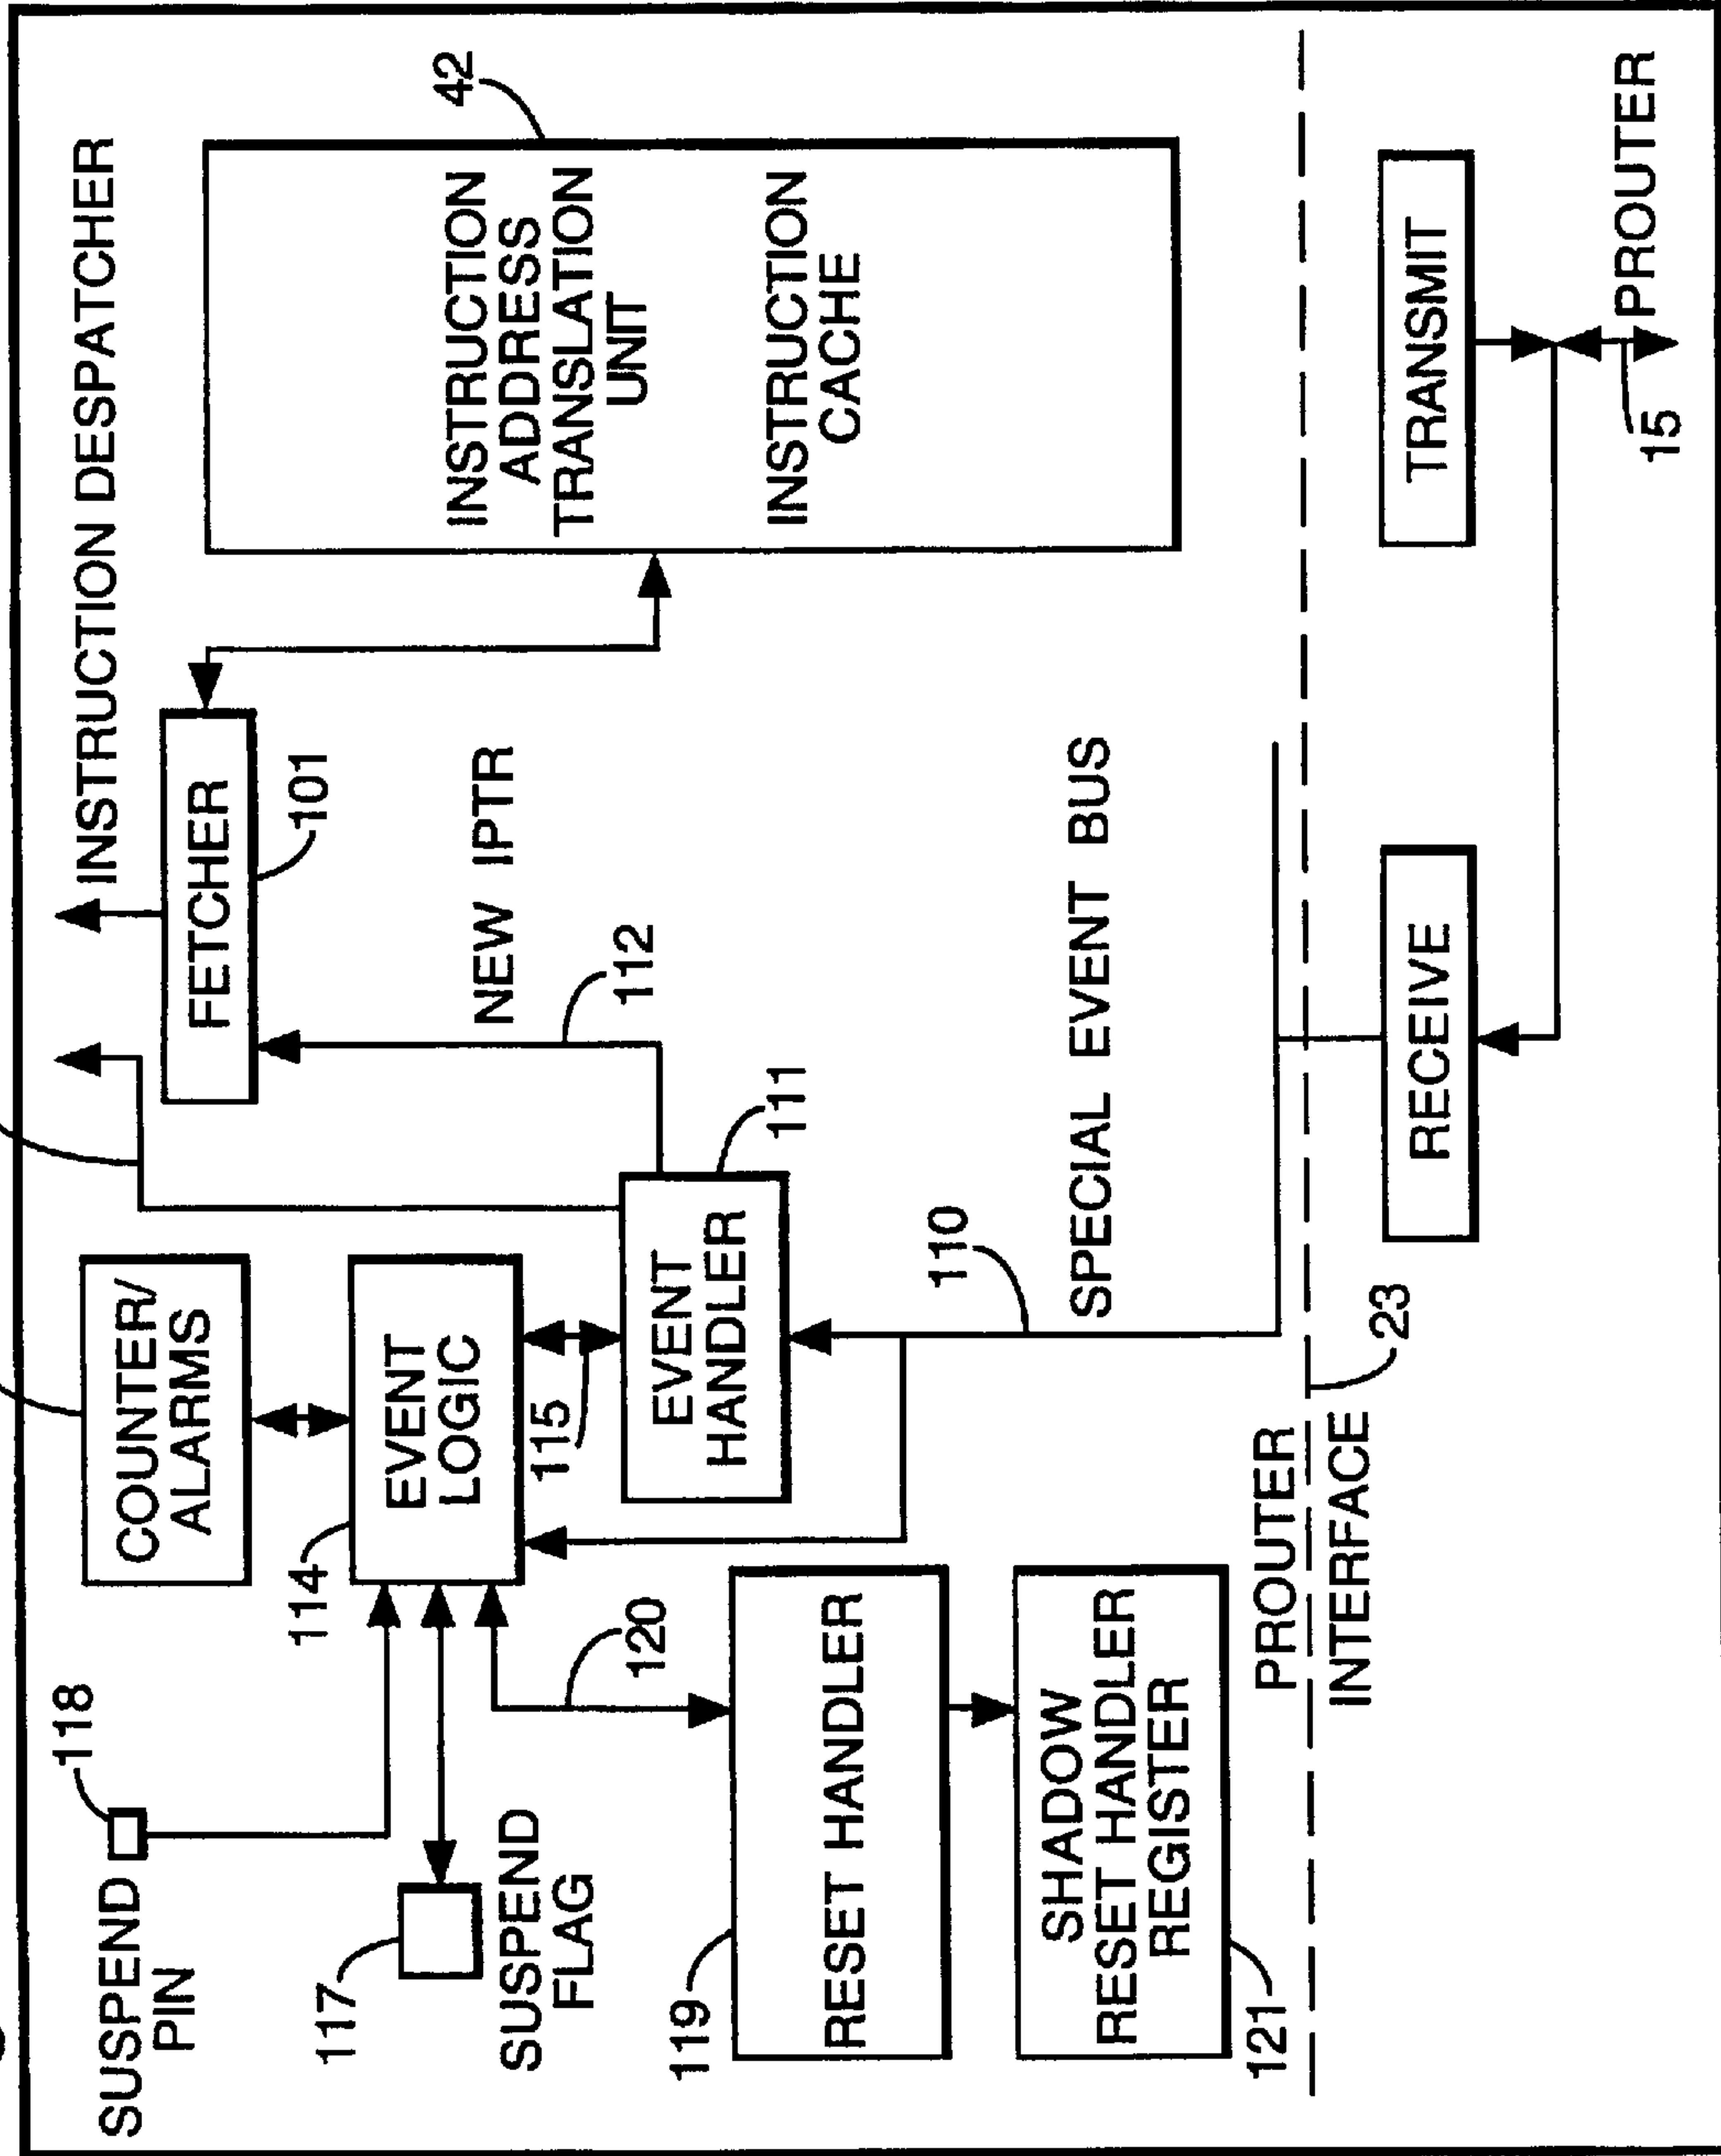 SUSPEND
PIN
118
COUNTER/
ALARMS
INSTRUCTION DESPATCHER
FETCHER
101
42
117
SUSPEND
FLAG
114
EVENT
LOGIC
NEW IPTR
112
INSTRUCTION
ADDRESS
TRANSLATION
UNIT
INSTRUCTION
CACHE
120
115
EVENT
HANDLER
111
119
RESET HANDLER
110
SPECIAL EVENT BUS
SHADOW
RESET HANDLER
REGISTER
121
PROUTER
INTERFACE
23
RECEIVE
TRANSMIT
15
PROUTER